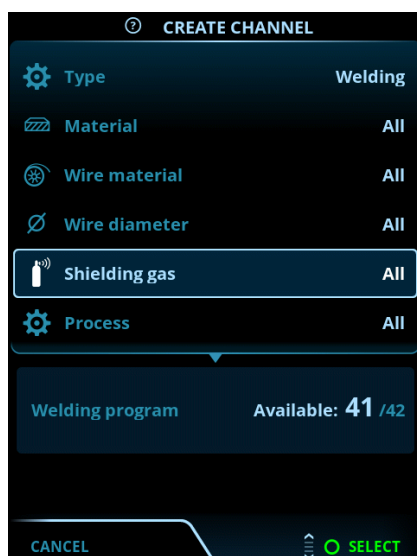 ? CREATE CHANNEL
Type Welding
Material All
Wire material All
Wire diameter All
Shielding gas All
Process All
Welding program Available: 41 /42
CANCEL SELECT